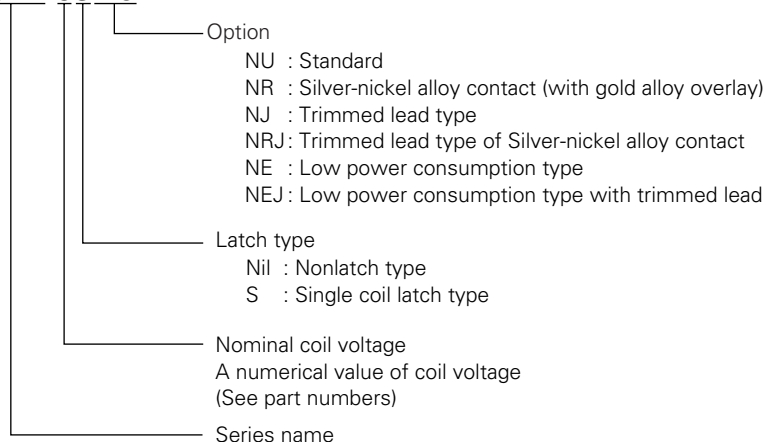 Option
NU : Standard
NR : Silver-nickel alloy contact (with gold alloy overlay)
NJ : Trimmed lead type
NRJ : Trimmed lead type of Silver-nickel alloy contact
NE : Low power consumption type
NEJ : Low power consumption type with trimmed lead
Latch type
Nil : Nonlatch type
S : Single coil latch type
Nominal coil voltage
A numerical value of coil voltage
(See part numbers)
Series name